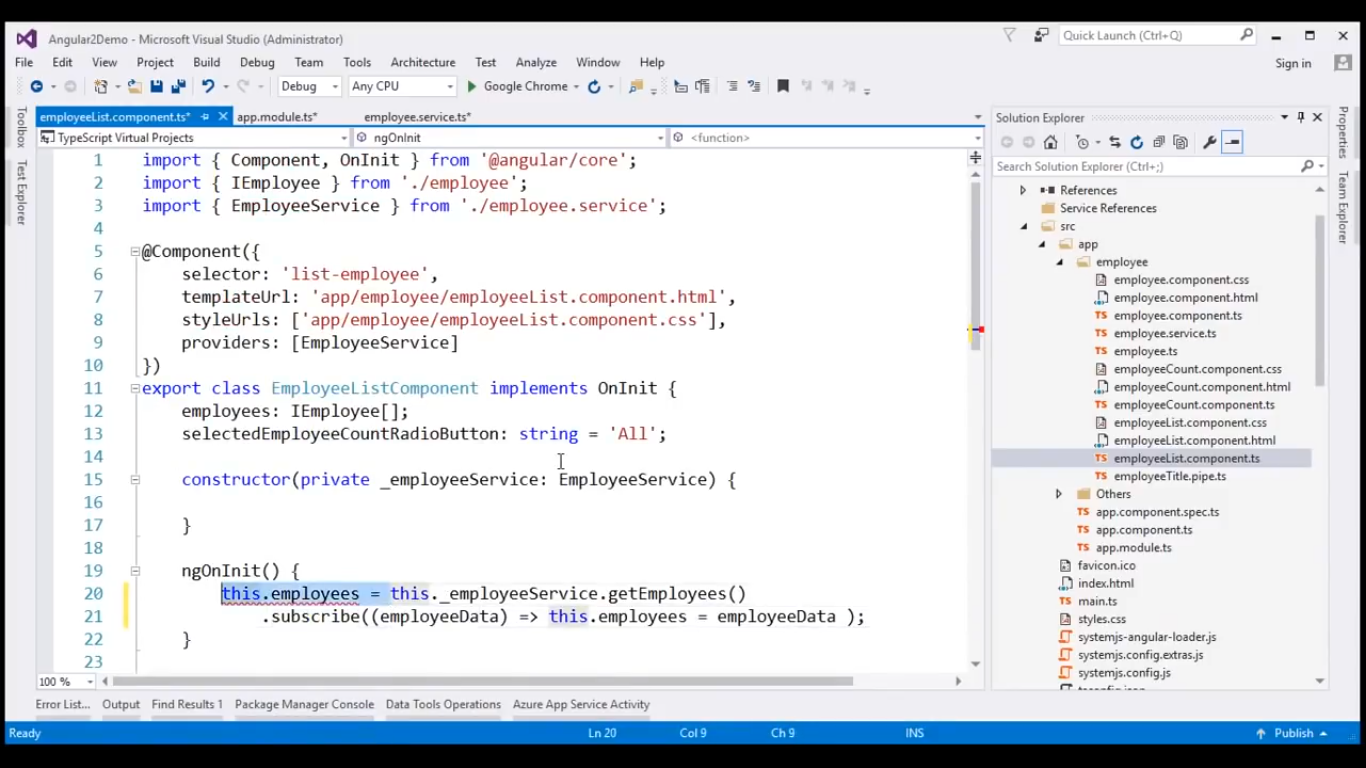 Angular2Demo - Microsoft Visual Studio (Administrator)
Quick Launch (Ctrl+Q)
File Edit View Project Build Debug Team Tools Architecture Test Analyze Window Help
Sign in
Debug Any CPU Google Chrome
employeeList.component.ts* app.module.ts* employee.service.ts*
TypeScript Virtual Projects ngOnInit <function>
Toolbox
Test Explorer
1 import { Component, OnInit } from '@angular/core';
2 import { IEmployee } from './employee';
3 import { EmployeeService } from './employee.service';
4
5 @Component({
6 selector: 'list-employee',
7 templateUrl: 'app/employee/employeeList.component.html',
8 styleUrls: ['app/employee/employeeList.component.css'],
9 providers: [EmployeeService]
10 })
11 export class EmployeeListComponent implements OnInit {
12 employees: IEmployee[];
13 selectedEmployeeCountRadioButton: string = 'All';
14
15 constructor(private _employeeService: EmployeeService) {
16
17 }
18
19 ngOnInit() {
20 this.employees = this._employeeService.getEmployees()
21 .subscribe((employeeData) => this.employees = employeeData );
22 }
23
100 %
Solution Explorer
Search Solution Explorer (Ctrl+;)
References
Service References
src
app
employee
employee.component.css
employee.component.html
employee.component.ts
employee.service.ts
employee.ts
employeeCount.component.css
employeeCount.component.html
employeeCount.component.ts
employeeList.component.css
employeeList.component.html
employeeList.component.ts
employeeTitle.pipe.ts
Others
app.component.spec.ts
app.component.ts
app.module.ts
favicon.ico
index.html
main.ts
styles.css
systemjs-angular-loader.js
systemjs.config.extras.js
systemjs.config.js
tsconfig.json
Properties
Team Explorer
Error List... Output Find Results 1 Package Manager Console Data Tools Operations Azure App Service Activity
Ready Ln 20 Col 9 Ch 9 INS Publish